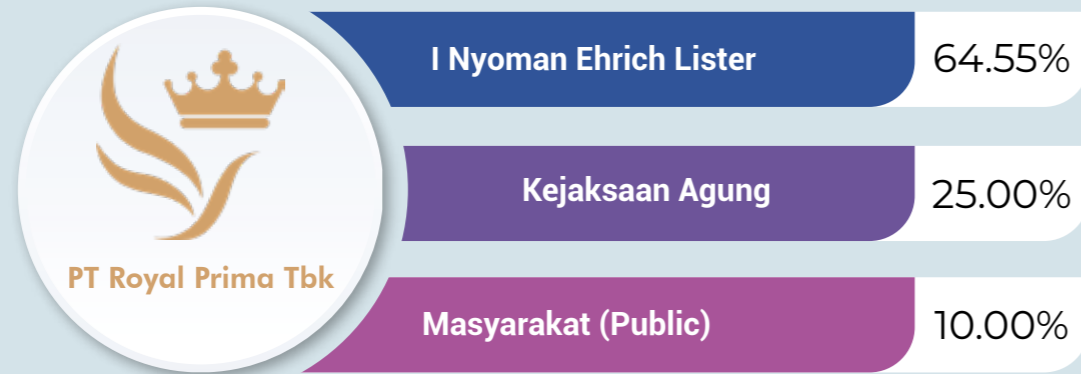 I Nyoman Ehrich Lister 64.55%
Kejaksaan Agung 25.00%
PT Royal Prima Tbk
Masyarakat (Public) 10.00%